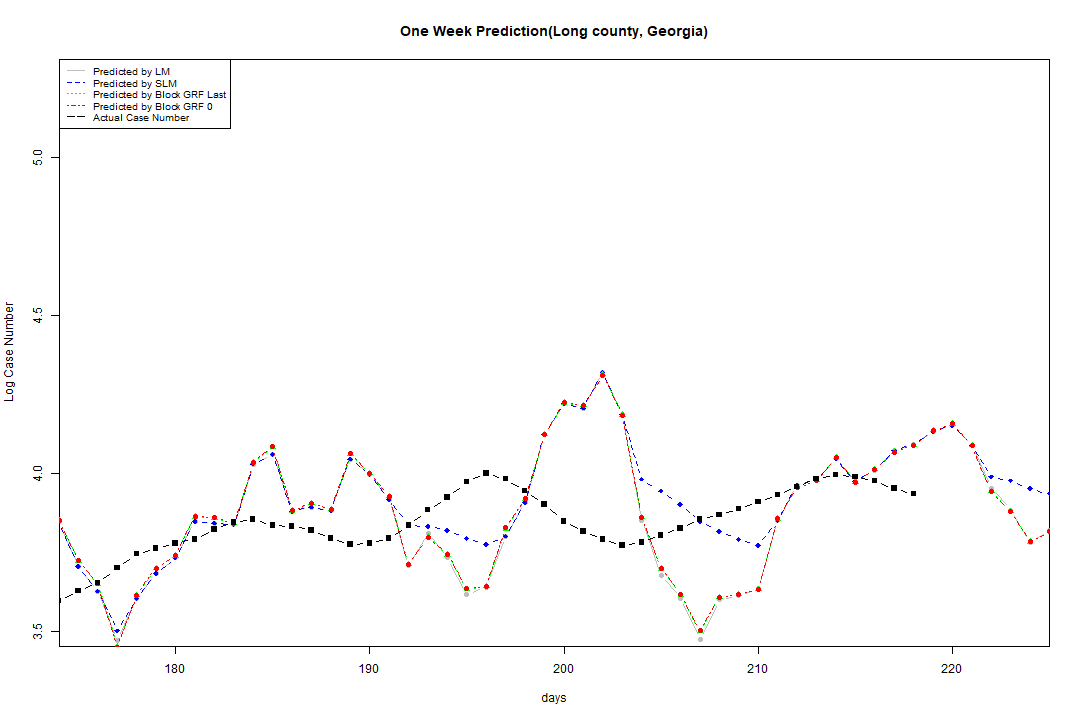 One Week Prediction(Long county, Georgia)
Predicted by LM
Predicted by SLM
Predicted by Block GRF Last
Predicted by Block GRF 0
Actual Case Number
5.0
4.5
4.0
3.5
Log Case Number
180 190 200 210 220
days